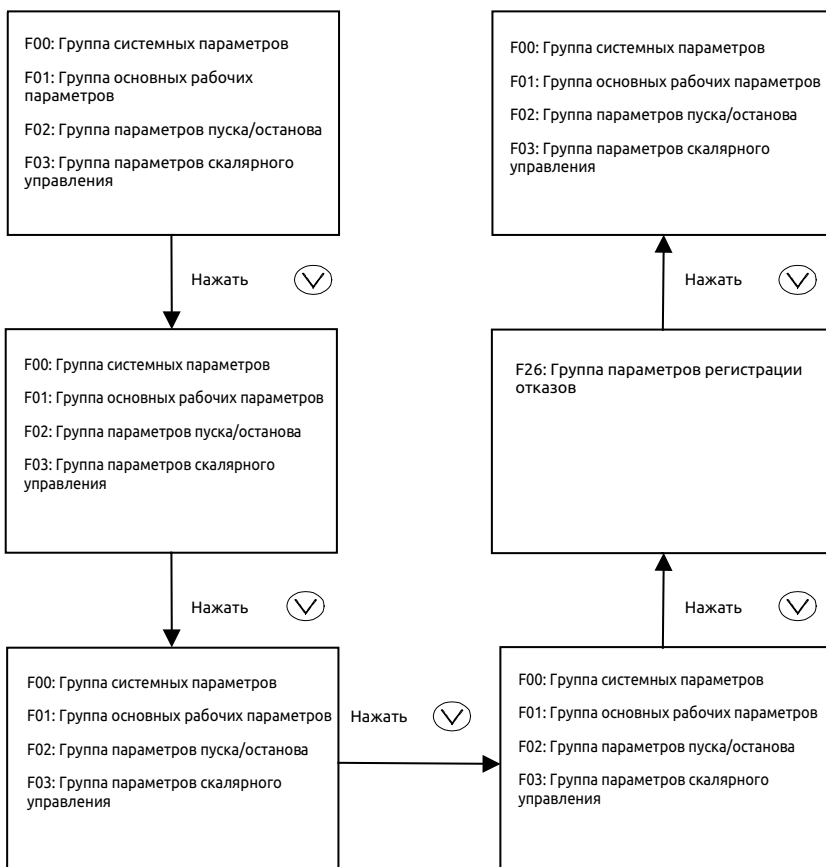 F00: Группа системных параметров
F01: Группа основных рабочих
параметров
F02: Группа параметров пуска/останова
F03: Группа параметров скалярного
управления
Нажать
F00: Группа системных параметров
F01: Группа основных рабочих параметров
F02: Группа параметров пуска/останова
F03: Группа параметров скалярного
управления
Нажать
F00: Группа системных параметров
F01: Группа основных рабочих параметров
F02: Группа параметров пуска/останова
F03: Группа параметров скалярного
управления
Нажать
F00: Группа системных параметров
F01: Группа основных рабочих параметров
F02: Группа параметров пуска/останова
F03: Группа параметров скалярного
управления
Нажать
F26: Группа параметров регистрации
отказов
Нажать
F00: Группа системных параметров
F01: Группа основных рабочих параметров
F02: Группа параметров пуска/останова
F03: Группа параметров скалярного
управления